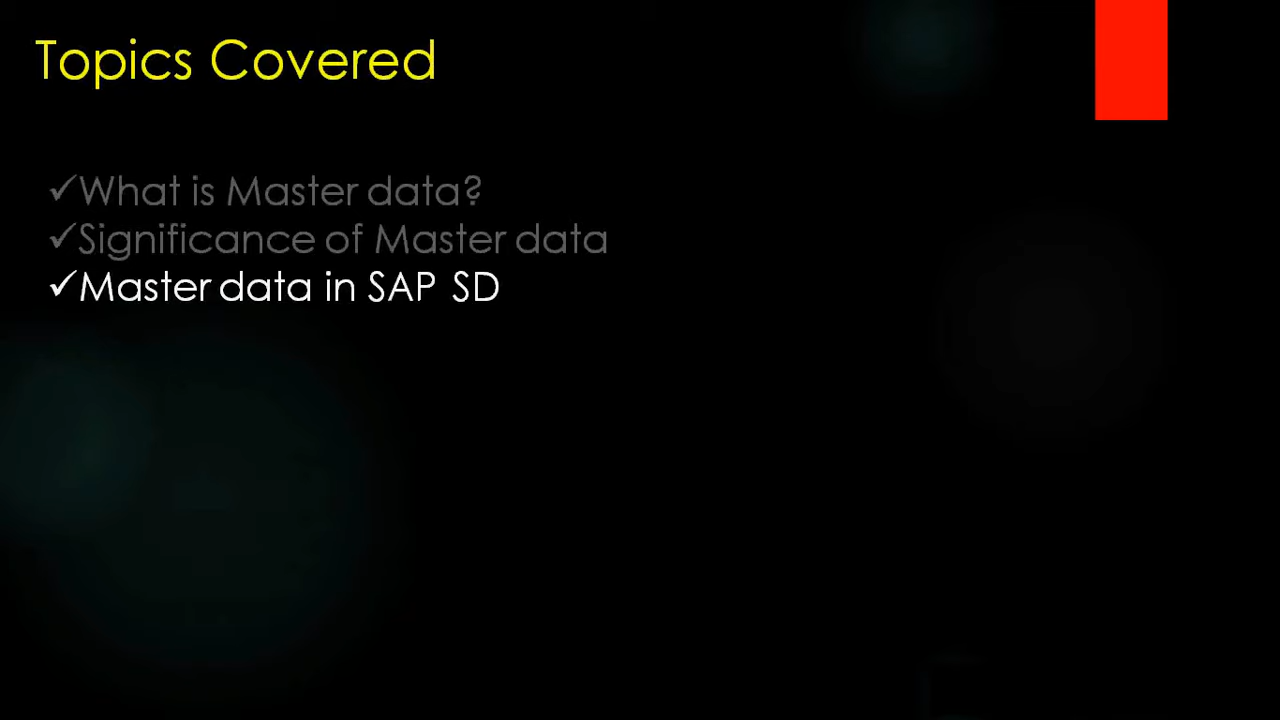 Topics Covered
✓What is Master data?
✓Significance of Master data
✓Master data in SAP SD